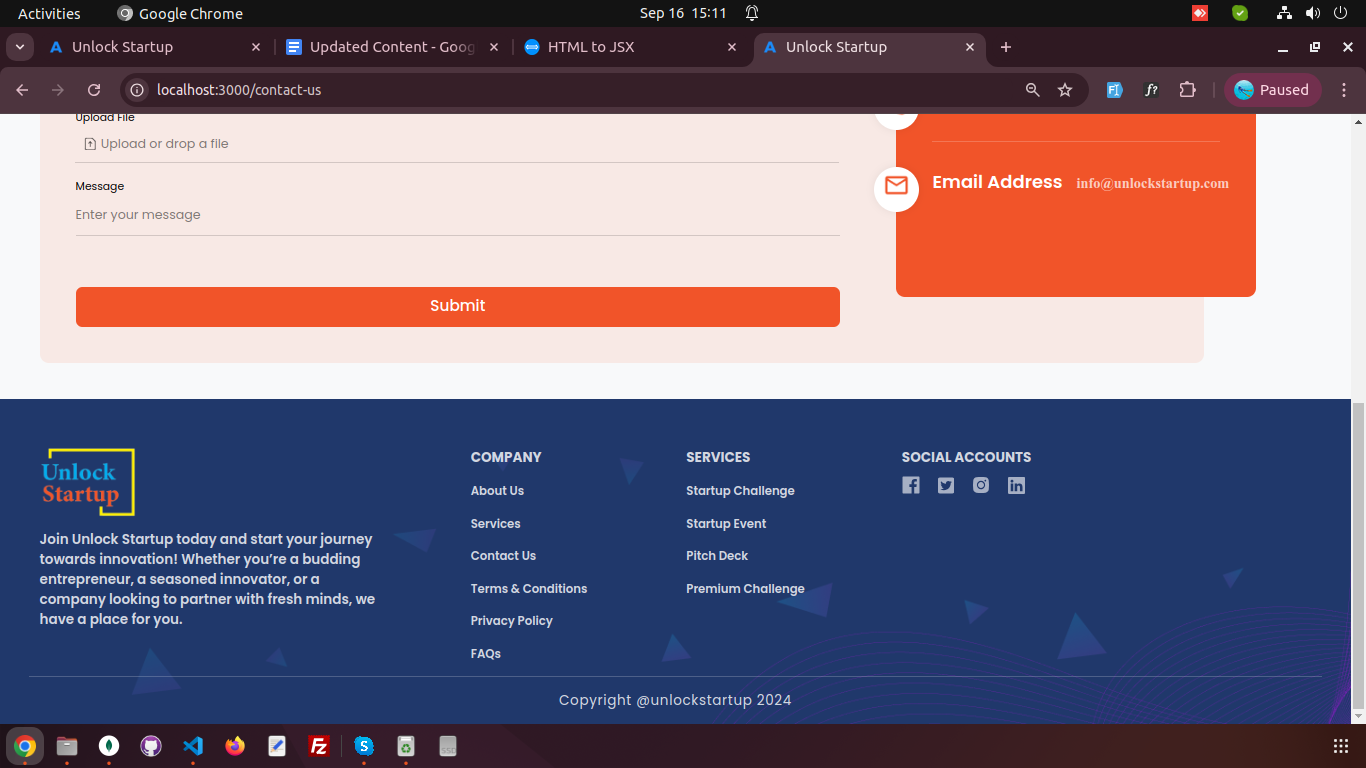 Activities
Google Chrome
Sep 16 15:11
Unlock Startup
Updated Content - Goog
HTML to JSX
Unlock Startup
localhost:3000/contact-us
Paused
Upload File
Upload or drop a file
Message
Enter your message
Submit
Email Address info@unlockstartup.com
Unlock
Startup
Join Unlock Startup today and start your journey
towards innovation! Whether you’re a budding
entrepreneur, a seasoned innovator, or a
company looking to partner with fresh minds, we
have a place for you.
COMPANY
About Us
Services
Contact Us
Terms & Conditions
Privacy Policy
FAQs
SERVICES
Startup Challenge
Startup Event
Pitch Deck
Premium Challenge
SOCIAL ACCOUNTS
Copyright @unlockstartup 2024